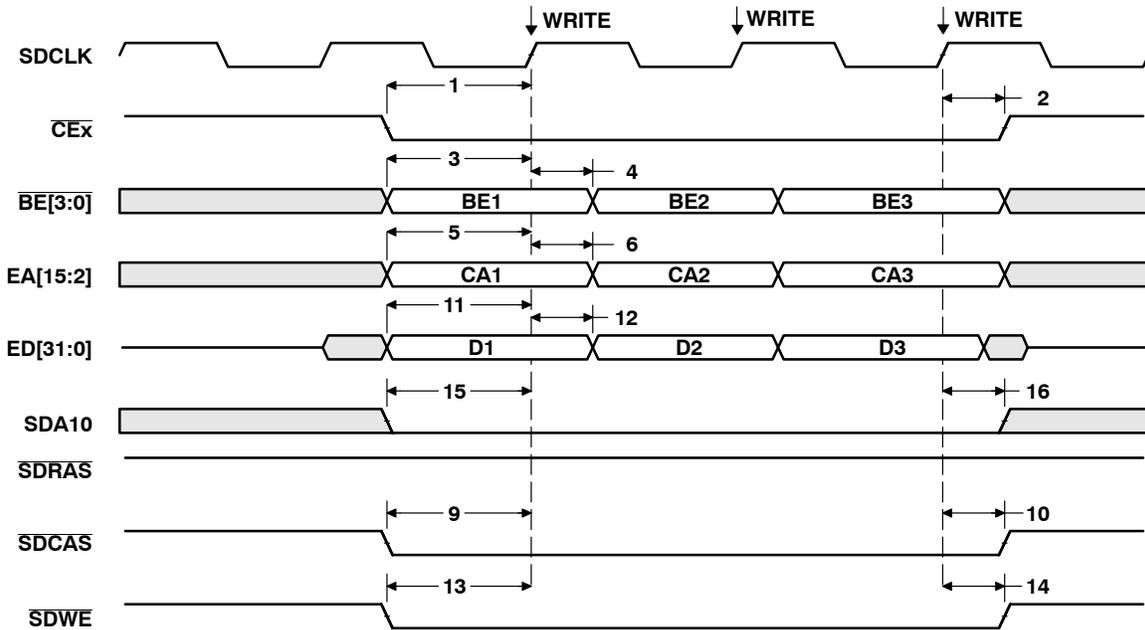 WRITE WRITE WRITE
SDCLK
1 2
CEx
3 4
BE[3:0] BE1 BE2 BE3
5 6
EA[15:2] CA1 CA2 CA3
11 12
ED[31:0] D1 D2 D3
15 16
SDA10
SDRAS
9 10
SDCAS
13 14
SDWE